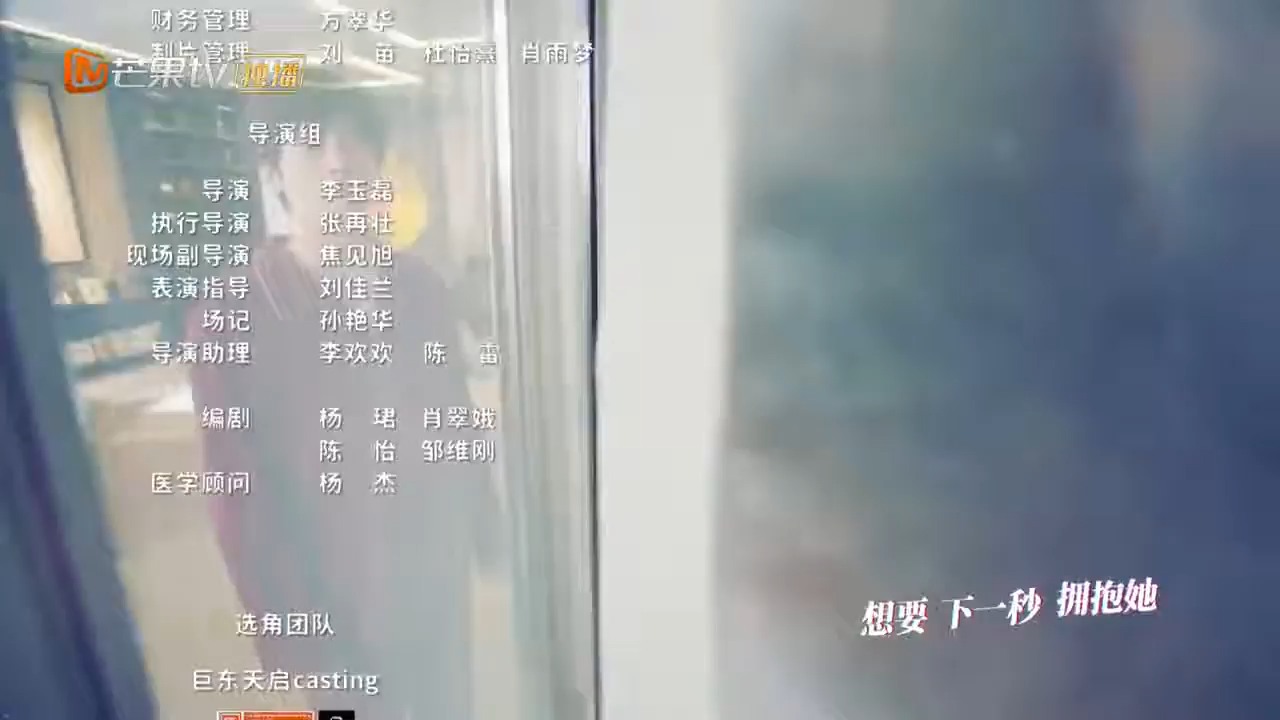 财务管理 方翠华
制片管理 刘苗 杜怡熹 肖雨梦
芒果tv 独播
导演组
导演 李玉磊
执行导演 张再壮
现场副导演 焦见旭
表演指导 刘佳兰
场记 孙艳华
导演助理 李欢欢 陈雷
编剧 杨珺 肖翠娥
陈怡 邹维刚
医学顾问 杨杰
想要 下一秒 拥抱她
选角团队
巨东天启casting